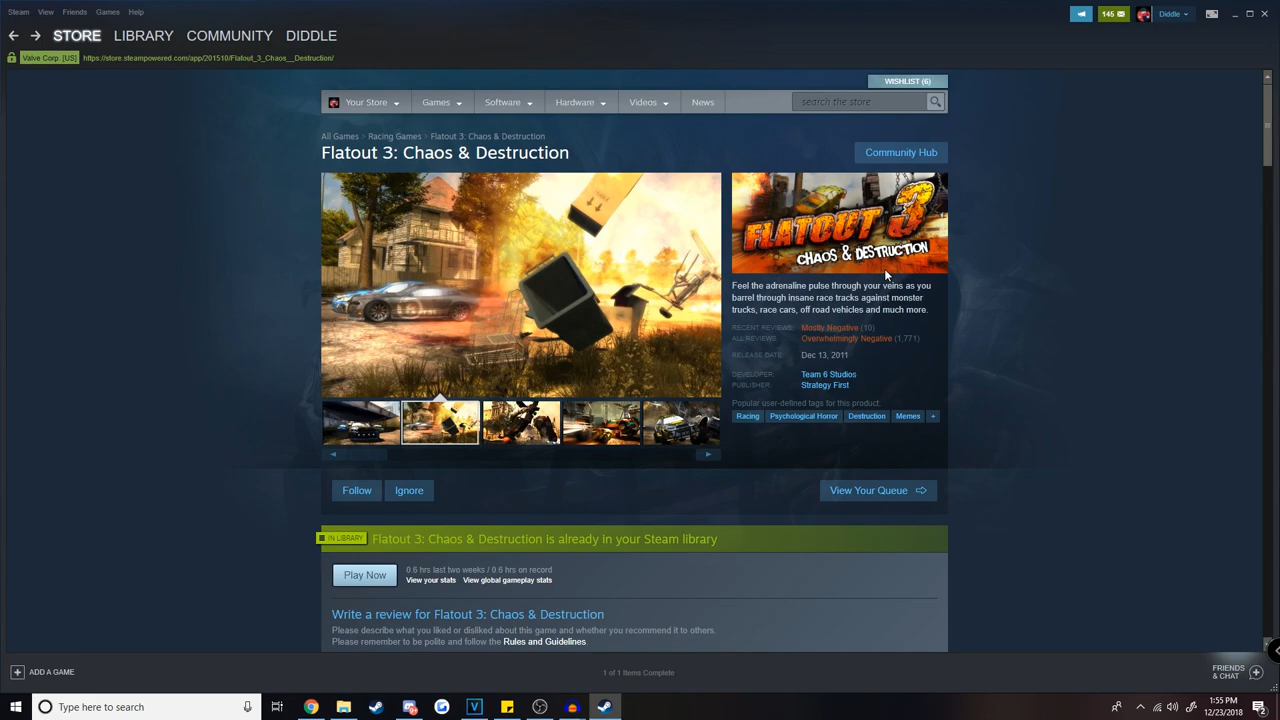 Steam View Friends Games Help
145
Diddle
STORE LIBRARY COMMUNITY DIDDLE
Valve Corp. [US] https://store.steampowered.com/app/201510/Flatout_3_Chaos__Destruction/
WISHLIST (6)
Your Store Games Software Hardware Videos News search the store
All Games > Racing Games > Flatout 3: Chaos & Destruction
Flatout 3: Chaos & Destruction
Community Hub
FLATOUT 3
CHAOS & DESTRUCTION
Feel the adrenaline pulse through your veins as you
barrel through insane race tracks against monster
trucks, race cars, off road vehicles and much more.
RECENT REVIEWS: Mostly Negative (10)
ALL REVIEWS: Overwhelmingly Negative (1,771)
RELEASE DATE: Dec 13, 2011
DEVELOPER: Team 6 Studios
PUBLISHER: Strategy First
Popular user-defined tags for this product:
Racing Psychological Horror Destruction Memes +
Follow Ignore View Your Queue
IN LIBRARY Flatout 3: Chaos & Destruction is already in your Steam library
Play Now
0.6 hrs last two weeks / 0.6 hrs on record
View your stats View global gameplay stats
Write a review for Flatout 3: Chaos & Destruction
Please describe what you liked or disliked about this game and whether you recommend it to others.
Please remember to be polite and follow the Rules and Guidelines.
ADD A GAME
1 of 1 Items Complete
FRIENDS
& CHAT
Type here to search
1:55 PM
12/23/2018
2